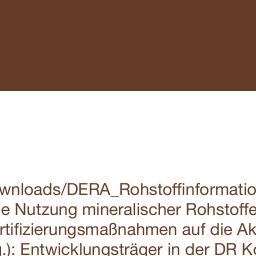 wnloads/DERA_Rohstoffinformatio
e Nutzung mineralischer Rohstoffe
rtifizierungsmaßnahmen auf die Ak
.): Entwicklungsträger in der DR Ko